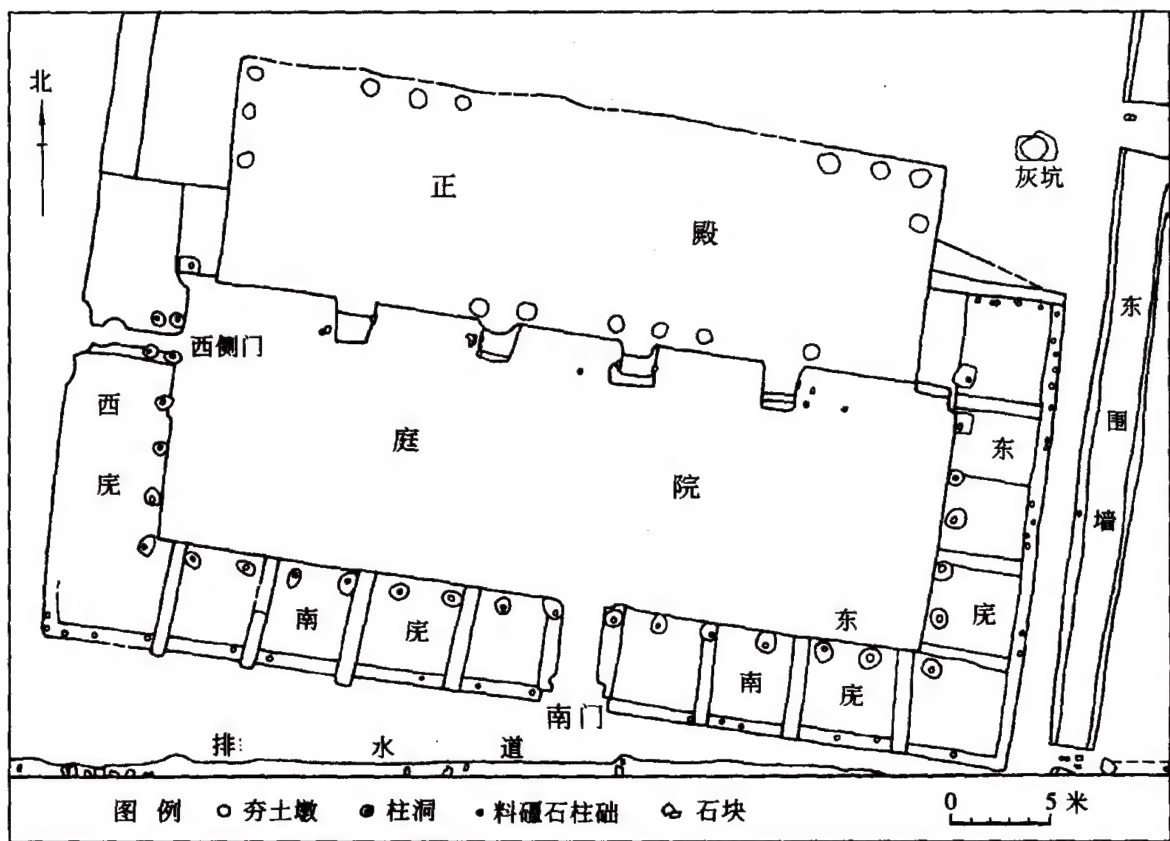 北
正殿
灰坑
东围墙
西侧门
西庑
庭院
东庑
南庑
东南庑
南门
排水道
图例 夯土墩 柱洞 料礓石柱础 石块 0 5米